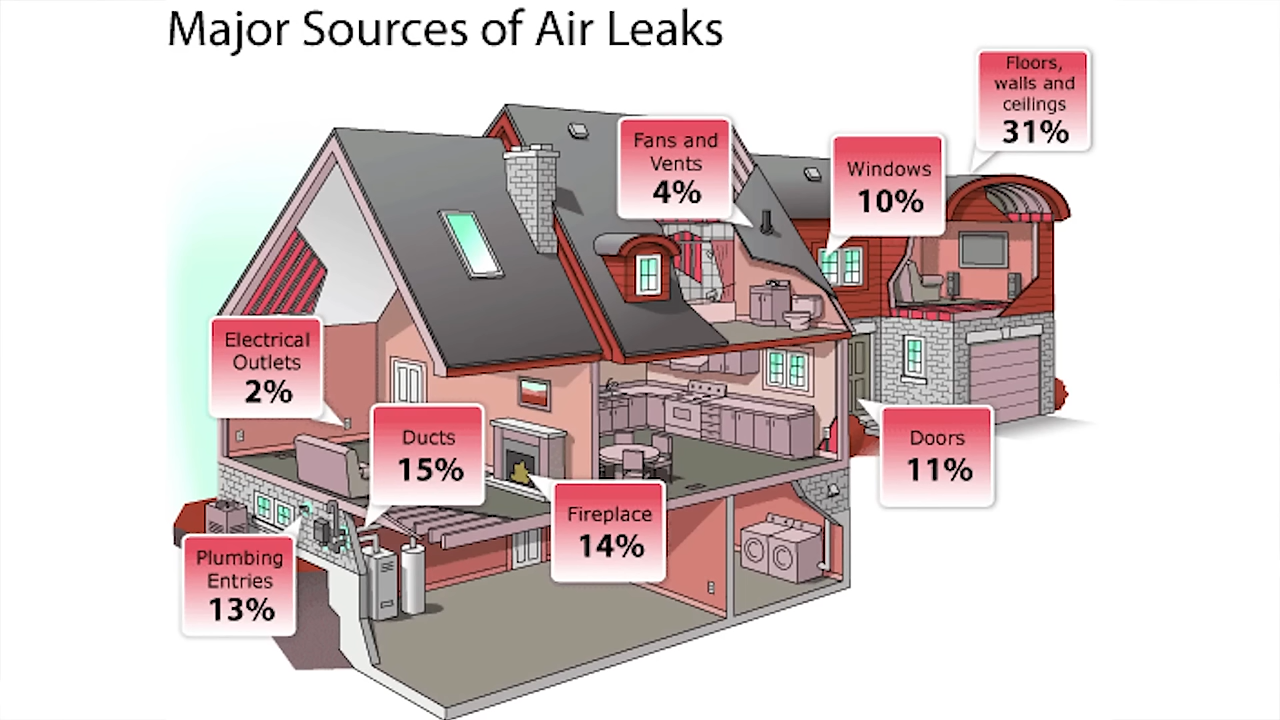 Major Sources of Air Leaks
Floors,
walls and
ceilings
31%
Fans and
Vents
4%
Windows
10%
Electrical
Outlets
2%
Ducts
15%
Doors
11%
Fireplace
14%
Plumbing
Entries
13%